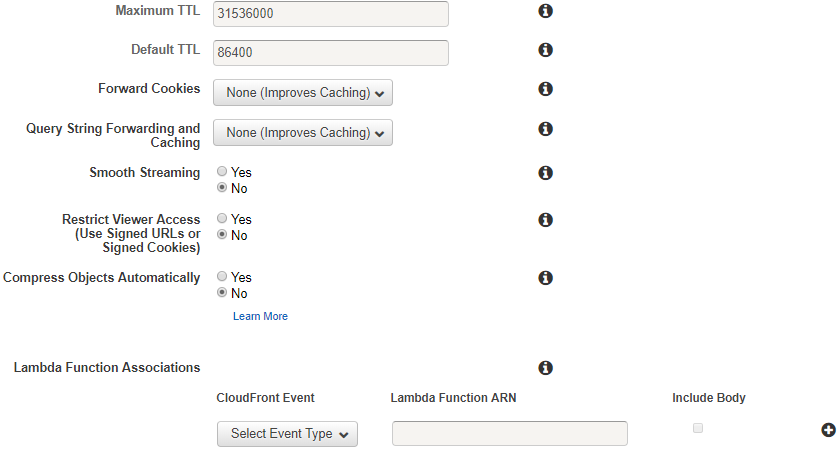 Maximum TTL 31536000
Default TTL 86400
Forward Cookies None (Improves Caching)
Query String Forwarding and
Caching None (Improves Caching)
Smooth Streaming Yes
No
Restrict Viewer Access Yes
(Use Signed URLs or No
Signed Cookies)
Compress Objects Automatically Yes
No
Learn More
Lambda Function Associations
CloudFront Event Lambda Function ARN Include Body
Select Event Type